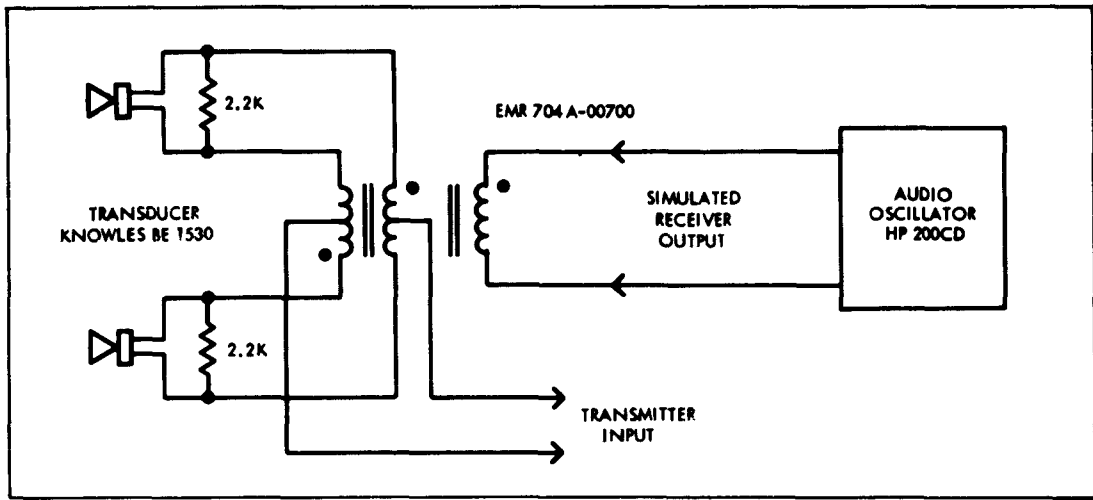 2.2K
EMR 704 A-00700
TRANSDUCER
KNOWLES BE 1530
SIMULATED
RECEIVER
OUTPUT
AUDIO
OSCILLATOR
HP 200CD
2.2K
TRANSMITTER
INPUT